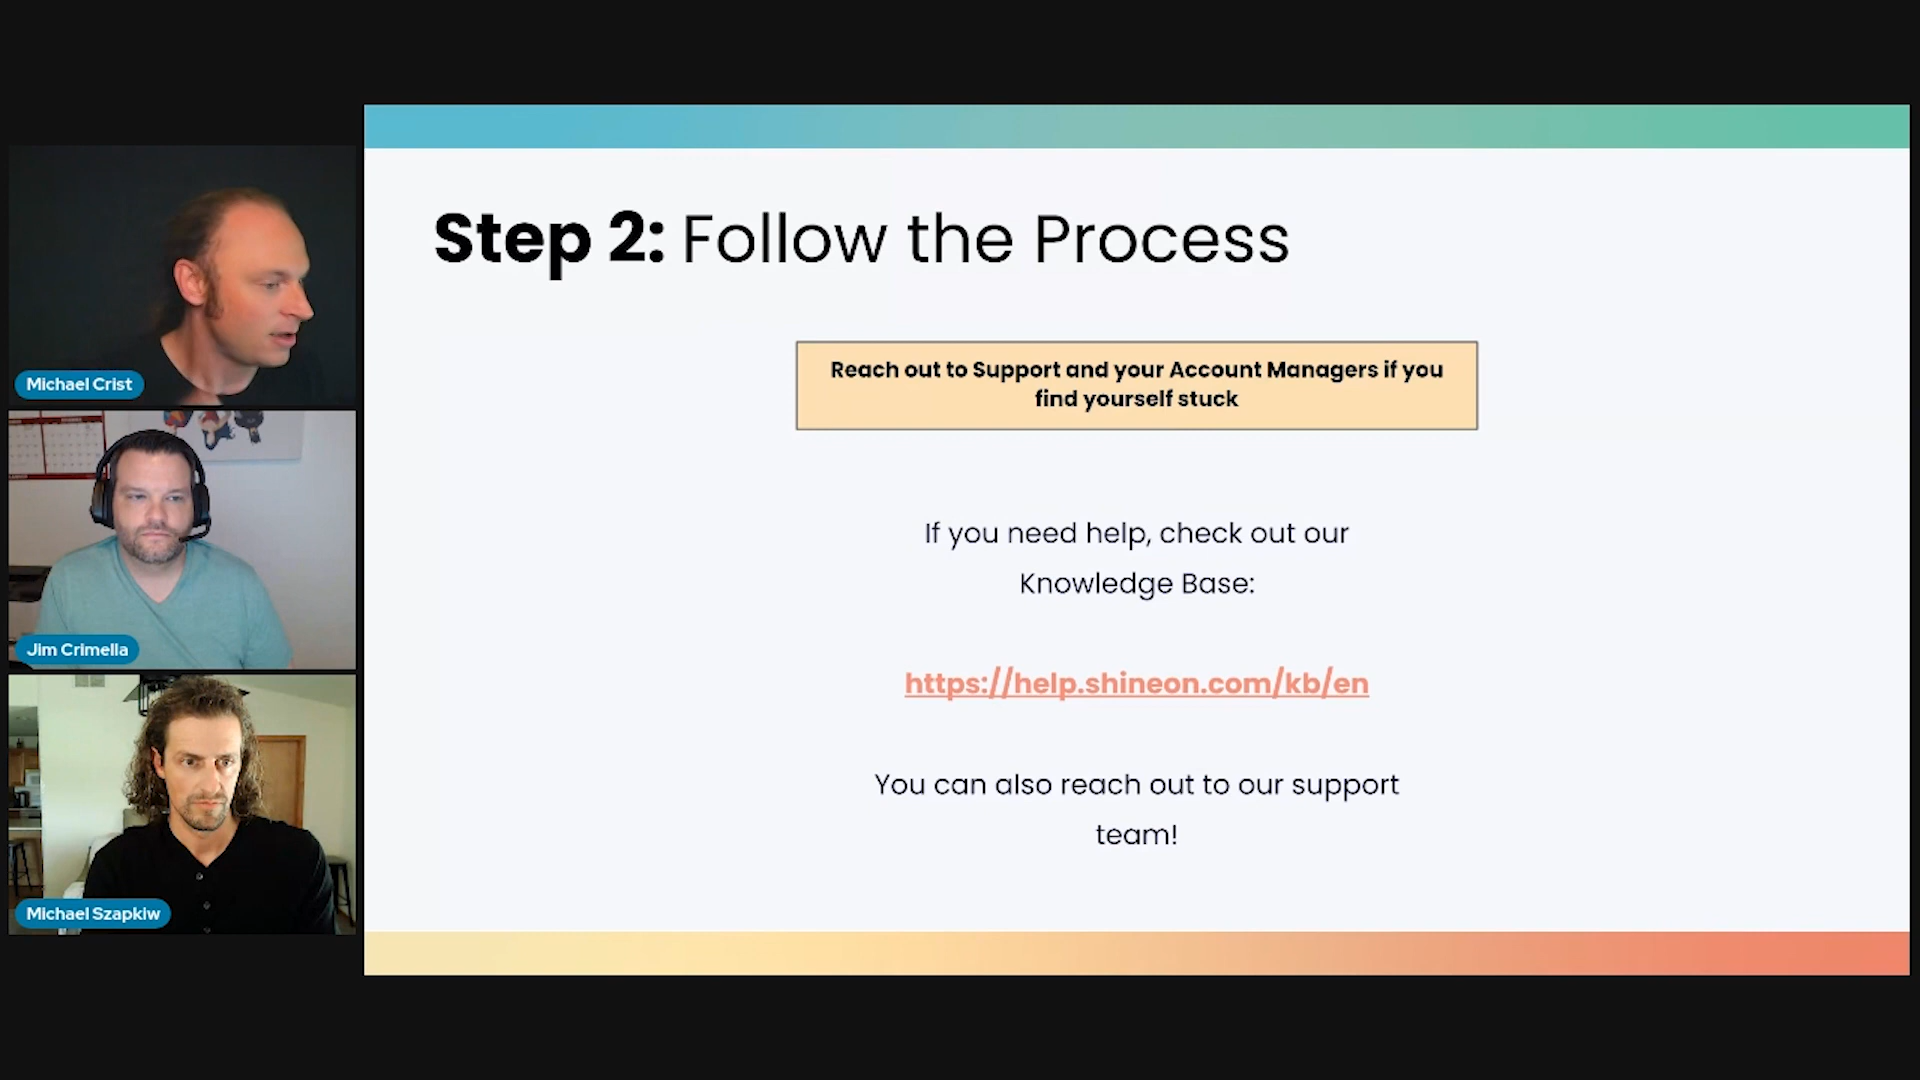 Step 2: Follow the Process
Reach out to Support and your Account Managers if you
find yourself stuck
If you need help, check out our
Knowledge Base:
https://help.shineon.com/kb/en
You can also reach out to our support
team!
Michael Crist
Jim Crimella
Michael Szapkiw